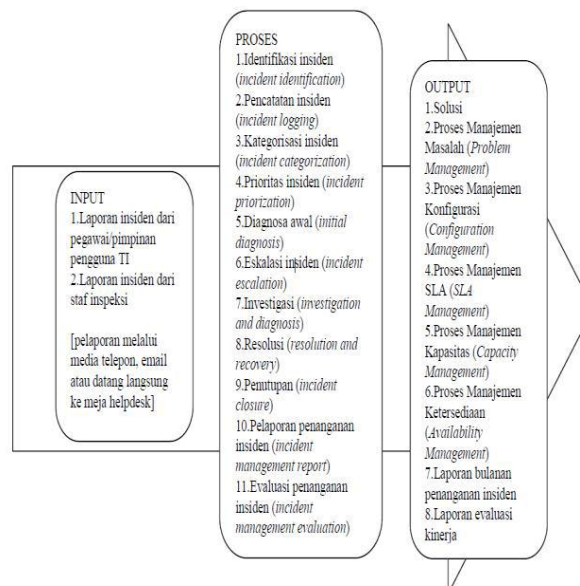 INPUT
1.Laporan insiden dari
pegawai/pimpinan
pengguna TI
2.Laporan insiden dari
staf inspeksi
[pelaporan melalui
media telepon, email
atau datang langsung
ke meja helpdesk]
PROSES
1.Identifikasi insiden
(incident identification)
2.Pencatatan insiden
(incident logging)
3.Kategorisasi insiden
(incident categorization)
4.Prioritas insiden (incident
priorization)
5.Diagnosa awal (initial
diagnosis)
6.Eskalasi insiden (incident
escalation)
7.Investigasi (investigation
and diagnosis)
8.Resolusi (resolution and
recovery)
9.Penutupan (incident
closure)
10.Pelaporan penanganan
insiden (incident
management report)
11.Evaluasi penanganan
insiden (incident
management evaluation)
OUTPUT
1.Solusi
2.Proses Manajemen
Masalah (Problem
Management)
3.Proses Manajemen
Konfigurasi
(Configuration
Management)
4.Proses Manajemen
SLA (SLA
Management)
5.Proses Manajemen
Kapasitas (Capacity
Management)
6.Proses Manajemen
Ketersediaan
(Availability
Management)
7.Laporan bulanan
penanganan insiden
8.Laporan evaluasi
kinerja